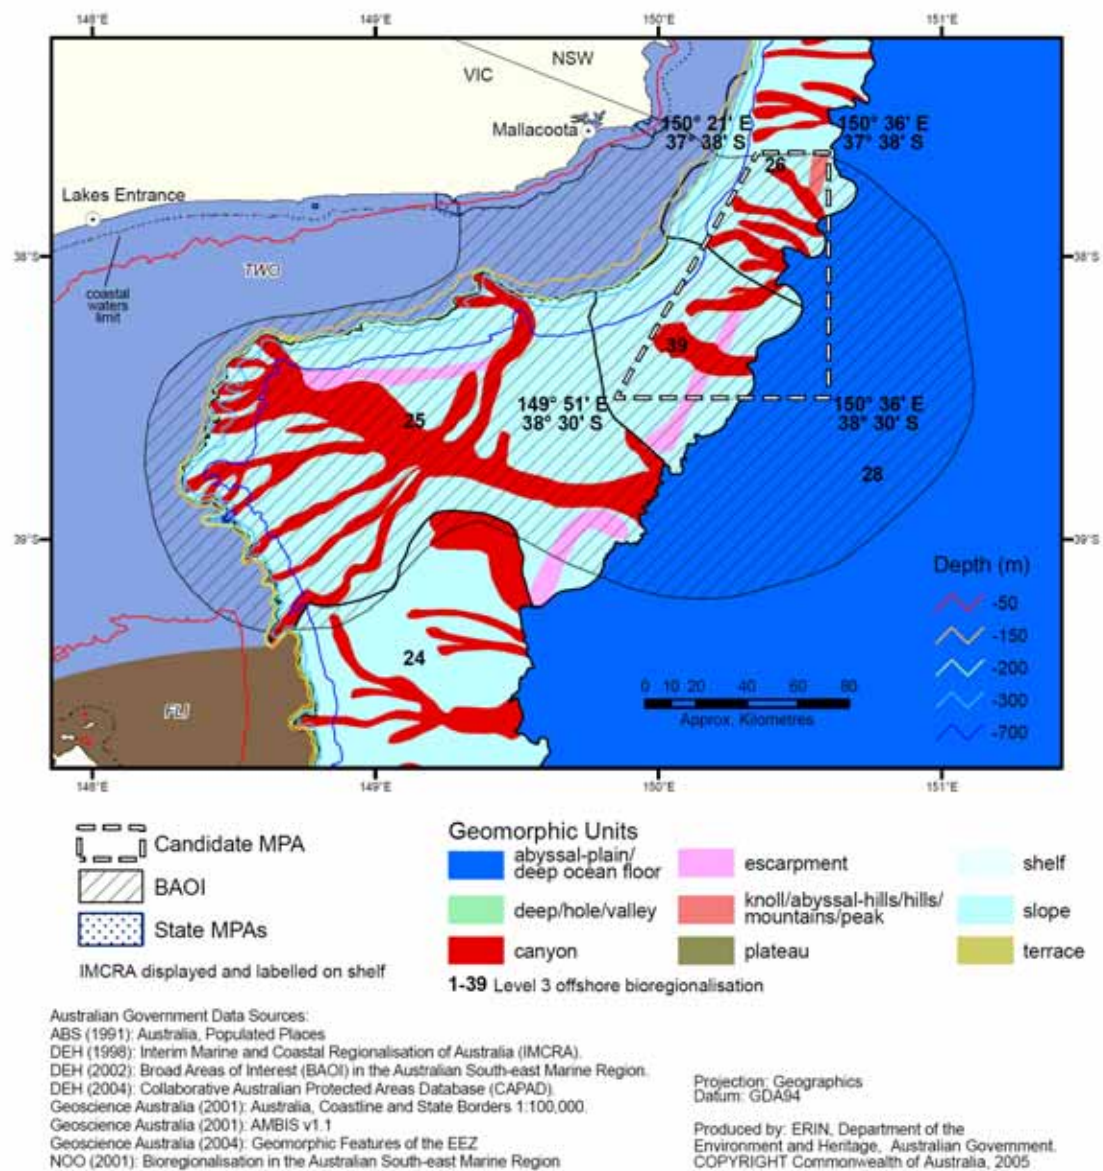 148°E 149°E 150°E 151°E
NSW
VIC
Mallacoota
150° 21' E 150° 36' E
37° 38' S 37° 38' S
26
Lakes Entrance
38°S 38°S
TWO
coastal
waters
limit
39
149° 51' E 150° 36' E
38° 30' S 38° 30' S
25
28
39°S 39°S
Depth (m)
-50
-150
-200
-300
-700
24
0 10 20 40 60 80
Approx. Kilometres
FLI
148°E 149°E 150°E 151°E
Candidate MPA
BAOI
State MPAs
IMCRA displayed and labelled on shelf
Geomorphic Units
abyssal-plain/
deep ocean floor
deep/hole/valley
canyon
escarpment
knoll/abyssal-hills/hills/
mountains/peak
plateau
shelf
slope
terrace
1-39 Level 3 offshore bioregionalisation
Australian Government Data Sources:
ABS (1991): Australia, Populated Places
DEH (1998): Interim Marine and Coastal Regionalisation of Australia (IMCRA).
DEH (2002): Broad Areas of Interest (BAOI) in the Australian South-east Marine Region.
DEH (2004): Collaborative Australian Protected Areas Database (CAPAD).
Geoscience Australia (2001): Australia, Coastline and State Borders 1:100,000.
Geoscience Australia (2001): AMBIS v1.1
Geoscience Australia (2004): Geomorphic Features of the EEZ
NOO (2001): Bioregionalisation in the Australian South-east Marine Region
Projection: Geographics
Datum: GDA94
Produced by: ERIN, Department of the
Environment and Heritage, Australian Government.
COPYRIGHT Commonwealth of Australia, 2005